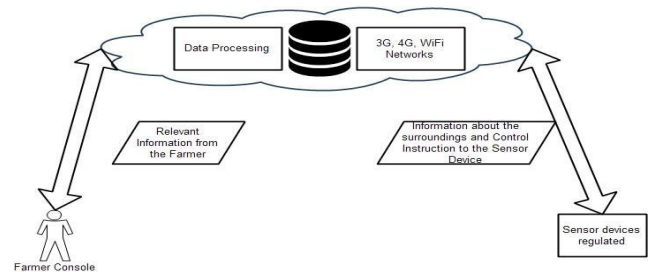 Data Processing
3G, 4G, WiFi
Networks
Relevant
Information from
the Farmer
Information about the
surroundings and Control
Instruction to the Sensor
Device
Sensor devices
regulated
Farmer Console